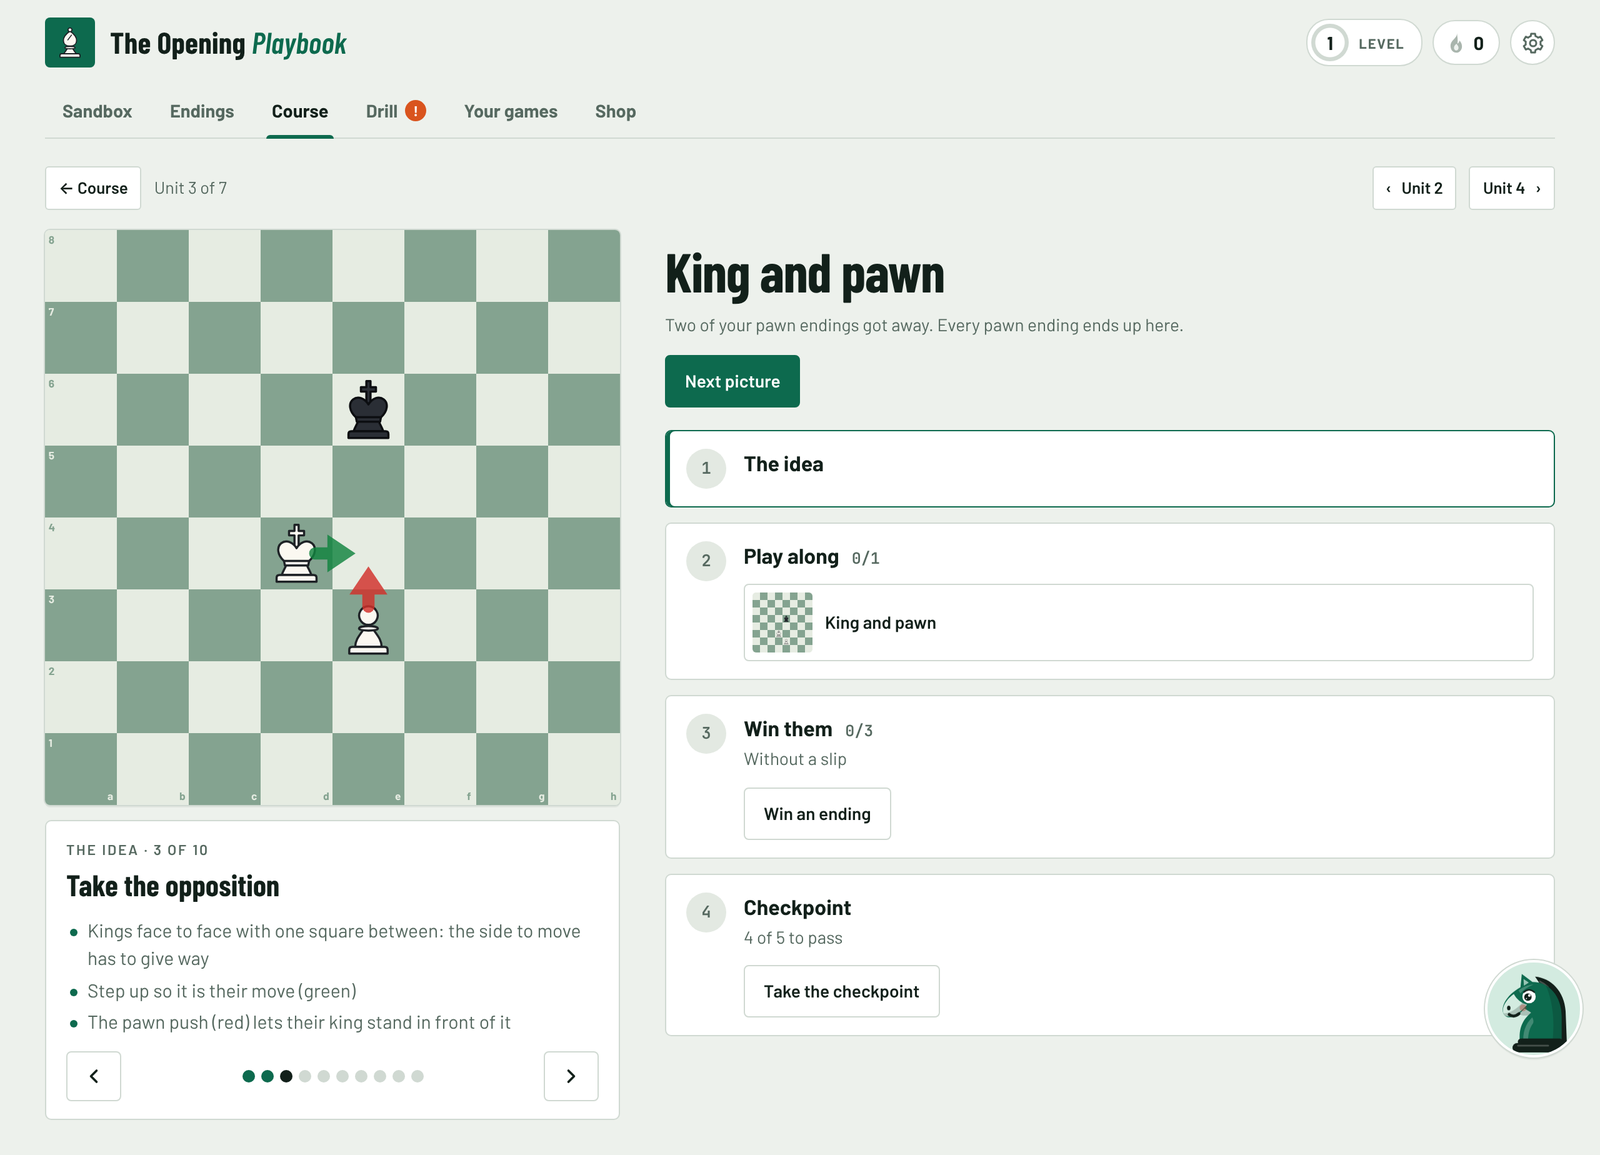 The Opening Playbook
1 LEVEL
0
Sandbox
Endings
Course
Drill !
Your games
Shop
← Course
Unit 3 of 7
‹ Unit 2
Unit 4 ›
8
7
6
5
4
3
2
1
a b c d e f g h
THE IDEA · 3 OF 10
Take the opposition
• Kings face to face with one square between: the side to move
has to give way
• Step up so it is their move (green)
• The pawn push (red) lets their king stand in front of it
King and pawn
Two of your pawn endings got away. Every pawn ending ends up here.
Next picture
1 The idea
2 Play along 0/1
King and pawn
3 Win them 0/3
Without a slip
Win an ending
4 Checkpoint
4 of 5 to pass
Take the checkpoint